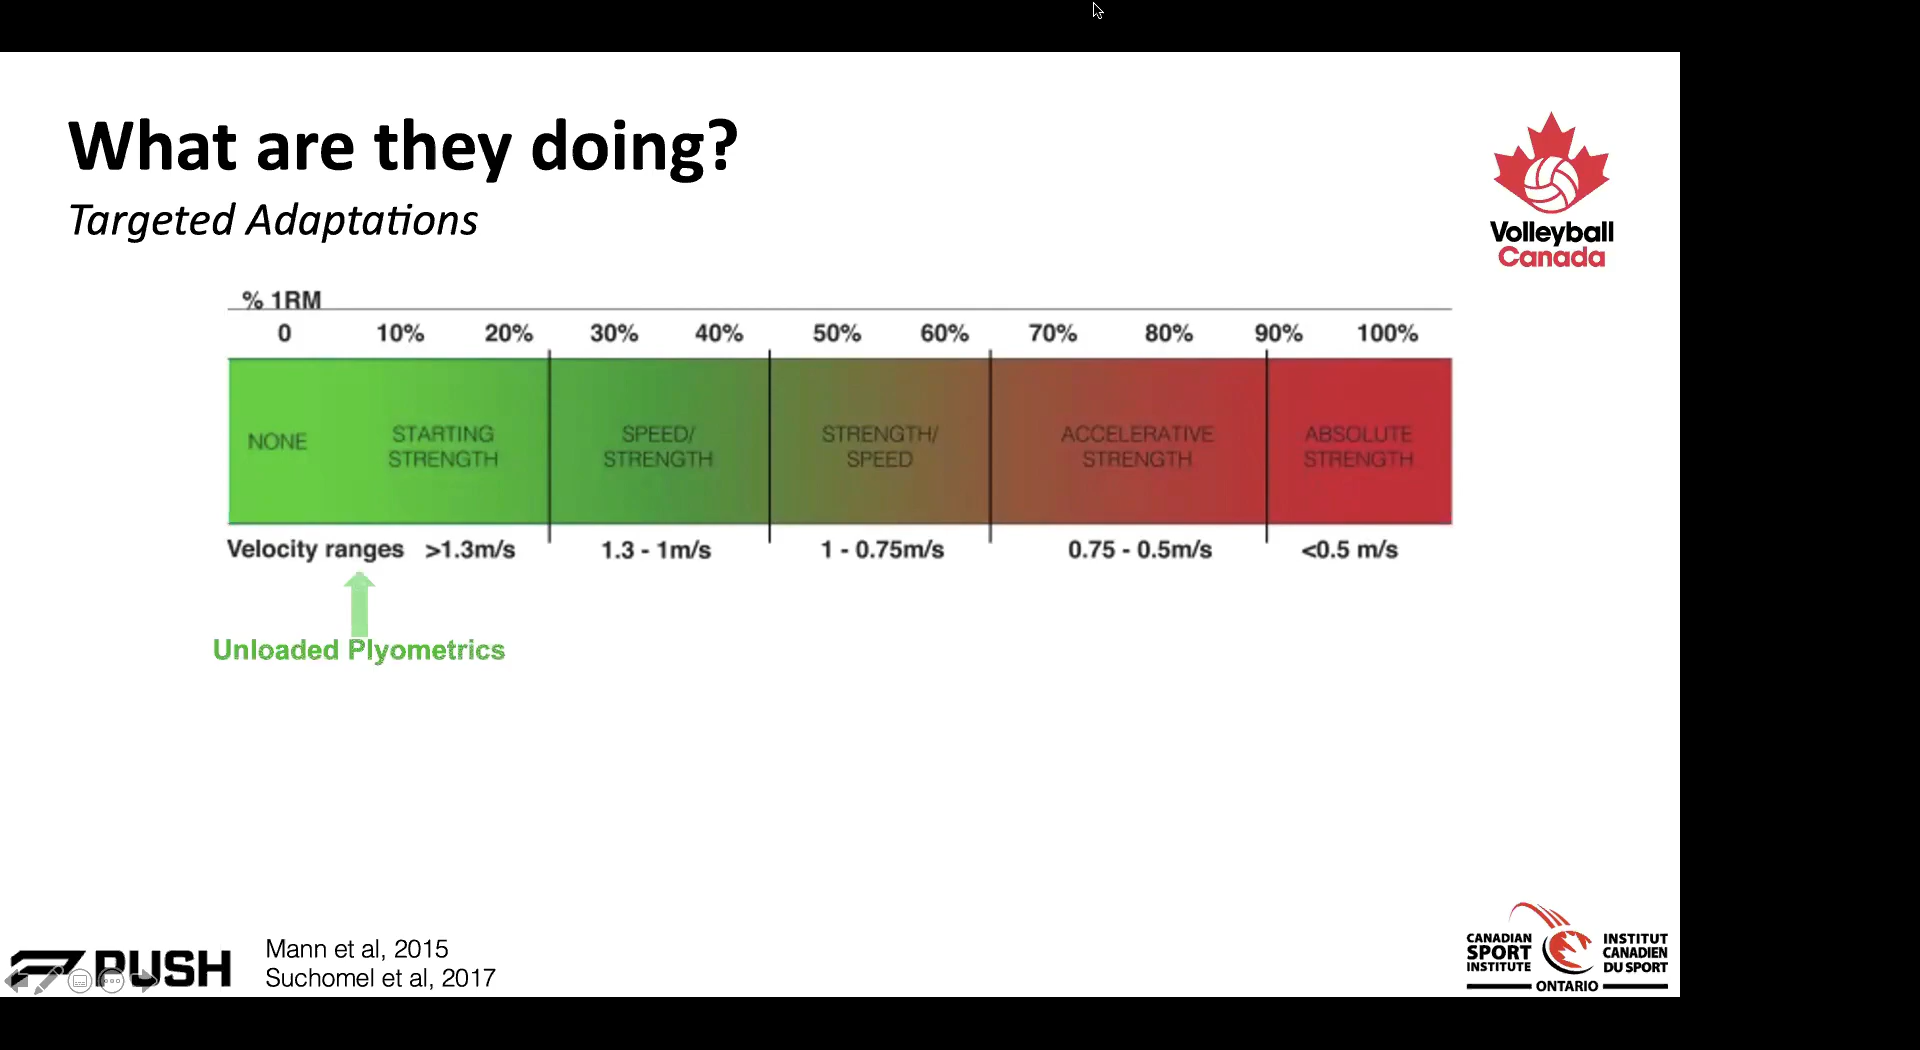 What are they doing?
Targeted Adaptations
Volleyball
Canada
% 1RM
0 10% 20% 30% 40% 50% 60% 70% 80% 90% 100%
NONE
STARTING
STRENGTH
SPEED/
STRENGTH
STRENGTH/
SPEED
ACCELERATIVE
STRENGTH
ABSOLUTE
STRENGTH
Velocity ranges >1.3m/s 1.3 - 1m/s 1 - 0.75m/s 0.75 - 0.5m/s <0.5 m/s
Unloaded Plyometrics
PUSH
Mann et al, 2015
Suchomel et al, 2017
CANADIAN
SPORT
INSTITUTE
INSTITUT
CANADIEN
DU SPORT
ONTARIO